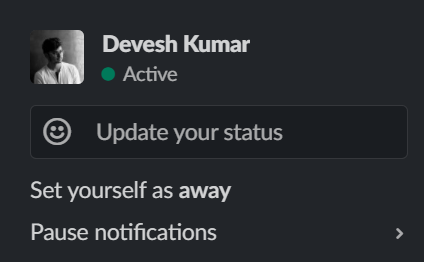 Devesh Kumar
Active
Update your status
Set yourself as away
Pause notifications